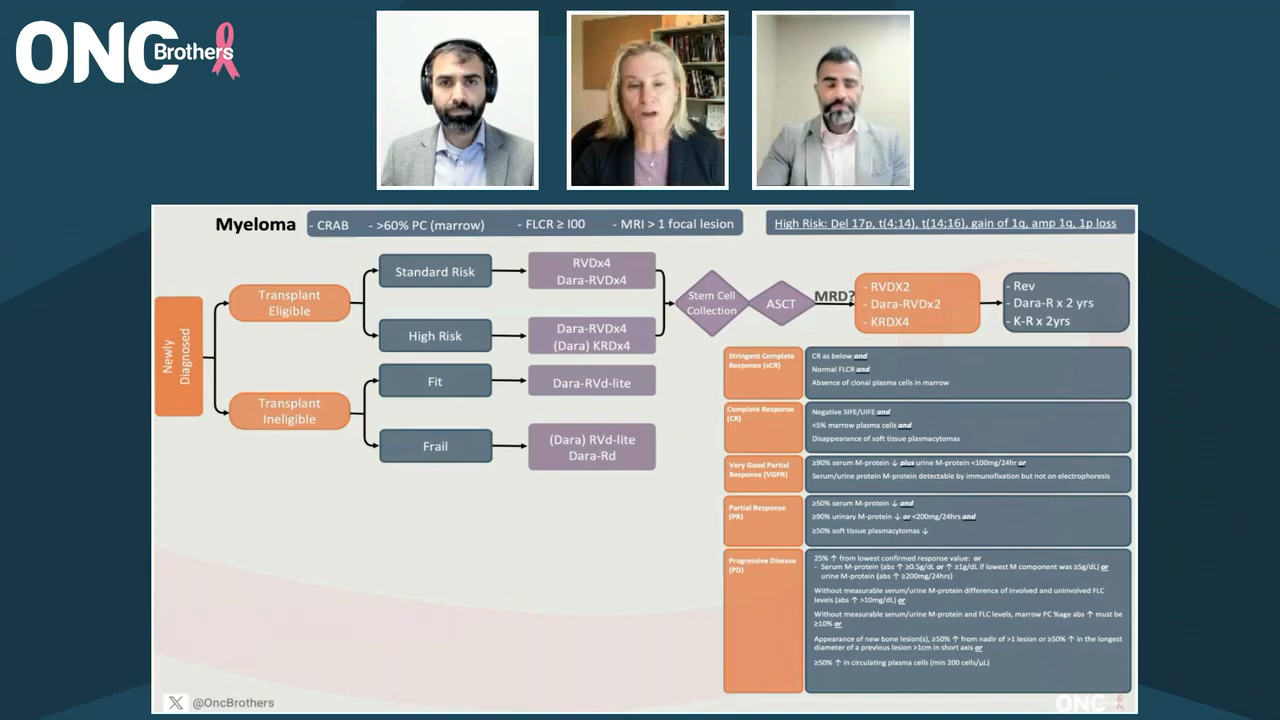 ONC Brothers
Myeloma
- CRAB - >60% PC (marrow) - FLCR ≥ 100 - MRI > 1 focal lesion
High Risk: Del 17p, t(4;14), t(14;16), gain of 1q, amp 1q, 1p loss
Newly
Diagnosed
Transplant
Eligible
Standard Risk
RVDx4
Dara-RVDx4
High Risk
Dara-RVDx4
(Dara) KRDx4
Stem Cell
Collection
ASCT
MRD?
- RVDX2
- Dara-RVDx2
- KRDX4
- Rev
- Dara-R x 2 yrs
- K-R x 2yrs
Transplant
Ineligible
Fit
Dara-RVd-lite
Frail
(Dara) RVd-lite
Dara-Rd
Stringent Complete
Response (sCR)
CR as below and
Normal FLCR and
Absence of clonal plasma cells in marrow
Complete Response
(CR)
Negative SIFE/UIFE and
<5% marrow plasma cells and
Disappearance of soft tissue plasmacytomas
Very Good Partial
Response (VGPR)
≥90% serum M-protein ↓ plus urine M-protein <100mg/24hr or
Serum/urine protein M-protein detectable by immunofixation but not on electrophoresis
Partial Response
(PR)
≥50% serum M-protein ↓ and
≥90% urinary M-protein ↓ or <200mg/24hrs and
≥50% soft tissue plasmacytomas ↓
Progressive Disease
(PD)
25% ↑ from lowest confirmed response value: or
- Serum M-protein (abs ↑ ≥0.5g/dL or ↑ ≥1g/dL if lowest M component was ≥5g/dL) or
urine M-protein (abs ↑ ≥200mg/24hrs)
Without measurable serum/urine M-protein difference of involved and uninvolved FLC
levels (abs ↑ >10mg/dL) or
Without measurable serum/urine M-protein and FLC levels, marrow PC %age abs ↑ must be
≥10% or
Appearance of new bone lesion(s), ≥50% ↑ from nadir of >1 lesion or ≥50% ↑ in the longest
diameter of a previous lesion >1cm in short axis or
≥50% ↑ in circulating plasma cells (min 200 cells/µL)
X @OncBrothers
ONC